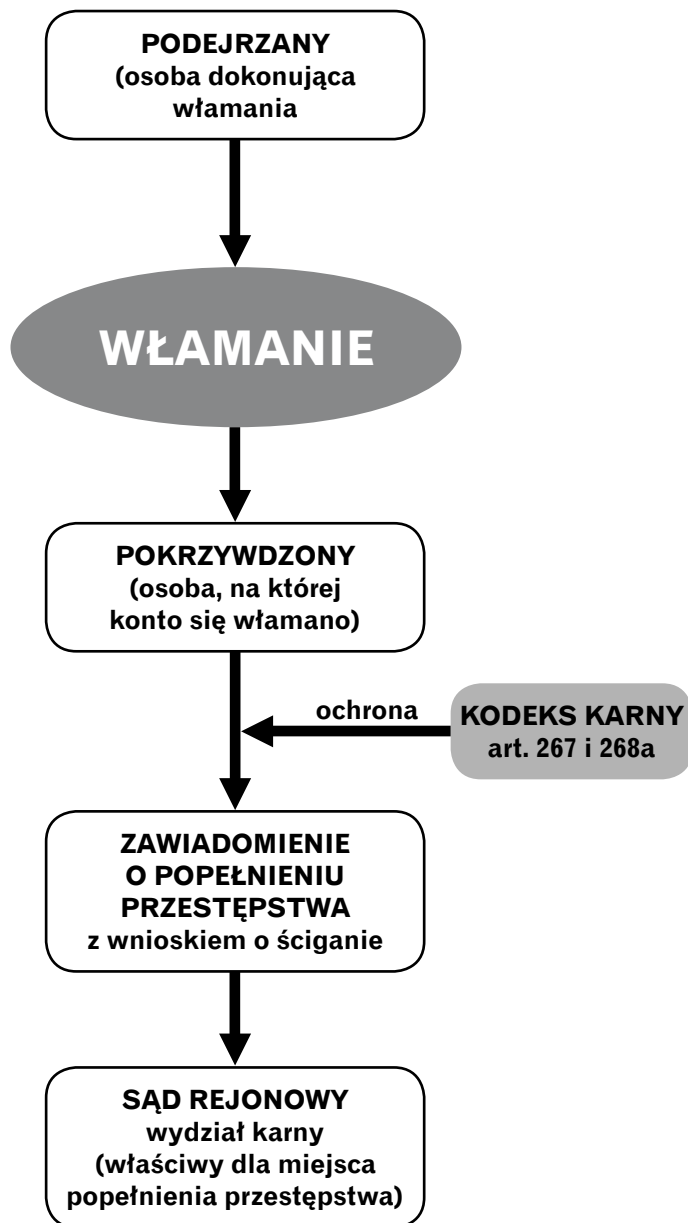 PODEJRZANY
(osoba dokonująca
włamania
WŁAMANIE
POKRZYWDZONY
(osoba, na której
konto się włamano)
ochrona
KODEKS KARNY
art. 267 i 268a
ZAWIADOMIENIE
O POPEŁNIENIU
PRZESTĘPSTWA
z wnioskiem o ściganie
SĄD REJONOWY
wydział karny
(właściwy dla miejsca
popełnienia przestępstwa)